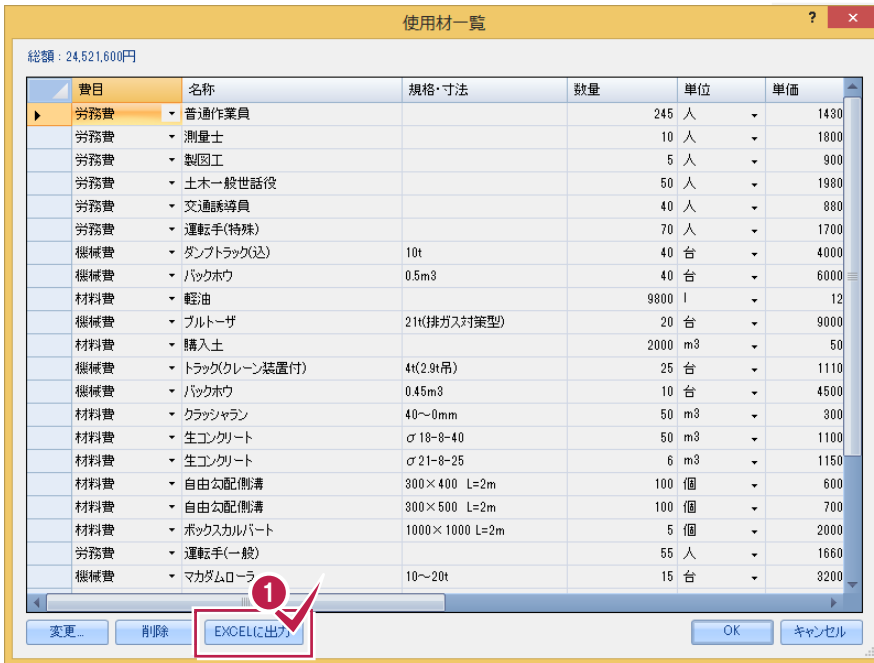 使用材一覧 ? ×
総額：24,521,600円
費目 名称 規格・寸法 数量 単位 単価
労務費 普通作業員 245 人 1430
労務費 測量士 10 人 1800
労務費 製図工 5 人 900
労務費 土木一般世話役 50 人 1980
労務費 交通誘導員 40 人 880
労務費 運転手(特殊) 70 人 1700
機械費 ダンプトラック(込) 10t 40 台 4000
機械費 バックホウ 0.5m3 40 台 6000
材料費 軽油 9800 l 12
機械費 ブルトーザ 21t(排ガス対策型) 20 台 9000
材料費 購入土 2000 m3 50
機械費 トラック(クレーン装置付) 4t(2.9t吊) 25 台 1110
機械費 バックホウ 0.45m3 10 台 4500
材料費 クラッシャラン 40～0mm 50 m3 300
材料費 生コンクリート σ18-8-40 50 m3 1100
材料費 生コンクリート σ21-8-25 6 m3 1150
材料費 自由勾配側溝 300×400 L=2m 100 個 600
材料費 自由勾配側溝 300×500 L=2m 100 個 700
材料費 ボックスカルバート 1000×1000 L=2m 5 個 2000
労務費 運転手(一般) 55 人 1660
機械費 マカダムローラ 10～20t 15 台 3200
1
変更... 削除 EXCELに出力 OK キャンセル